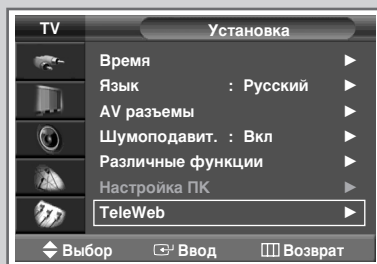 TV Установка
Время
Язык : Русский
AV разъемы
Шумоподавит. : Вкл
Различные функции
Настройка ПК
TeleWeb
Выбор Ввод Возврат